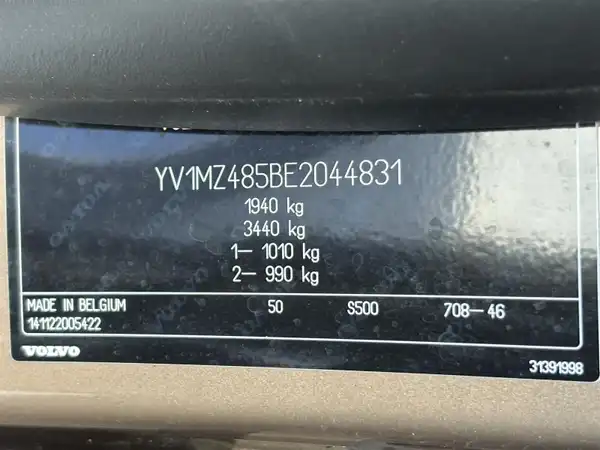 YV1MZ485BE2044831
1940 kg
3440 kg
1– 1010 kg
2– 990 kg
MADE IN BELGIUM 50 S500 708–46
141122005422
VOLVO 31391998